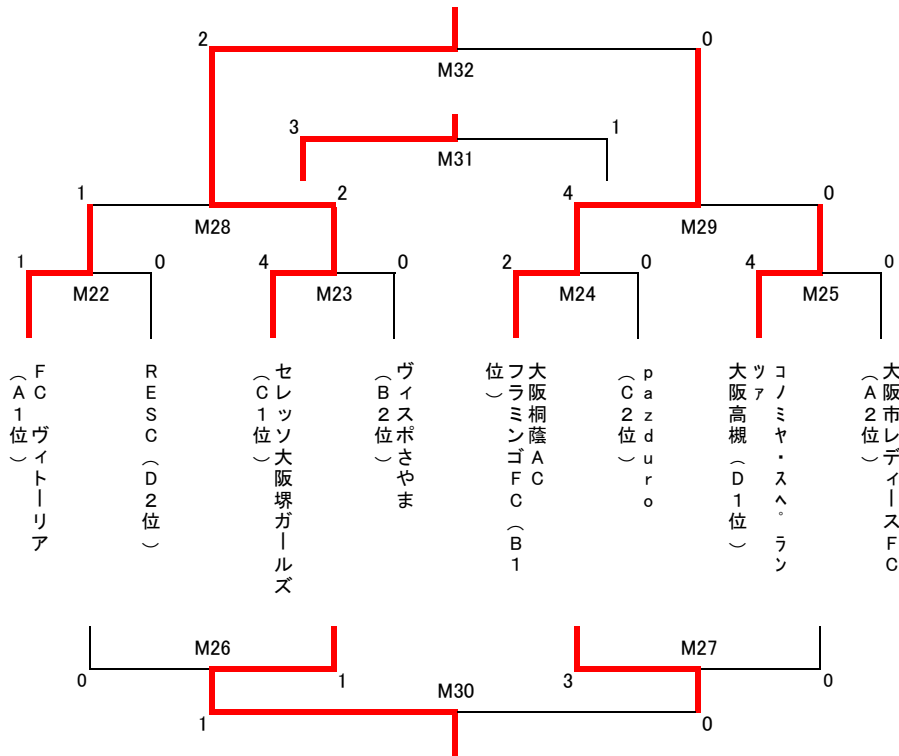 2
0
M32
3
1
M31
1
2
4
0
M28
M29
1
0
4
0
2
0
4
0
M22
M23
M24
M25
FC ヴィトーリア
(A1位)
RESC(D2位)
セレッソ大阪堺ガールズ
(C1位)
ヴィスポさやま
(B2位)
大阪桐蔭AC
フラミンゴFC(B1
位)
pazduro
(C2位)
コノミヤ・スペランツァ
大阪高槻(D1位)
大阪市レディースFC
(A2位)
M26
M27
0
1
M30
3
0
1
0